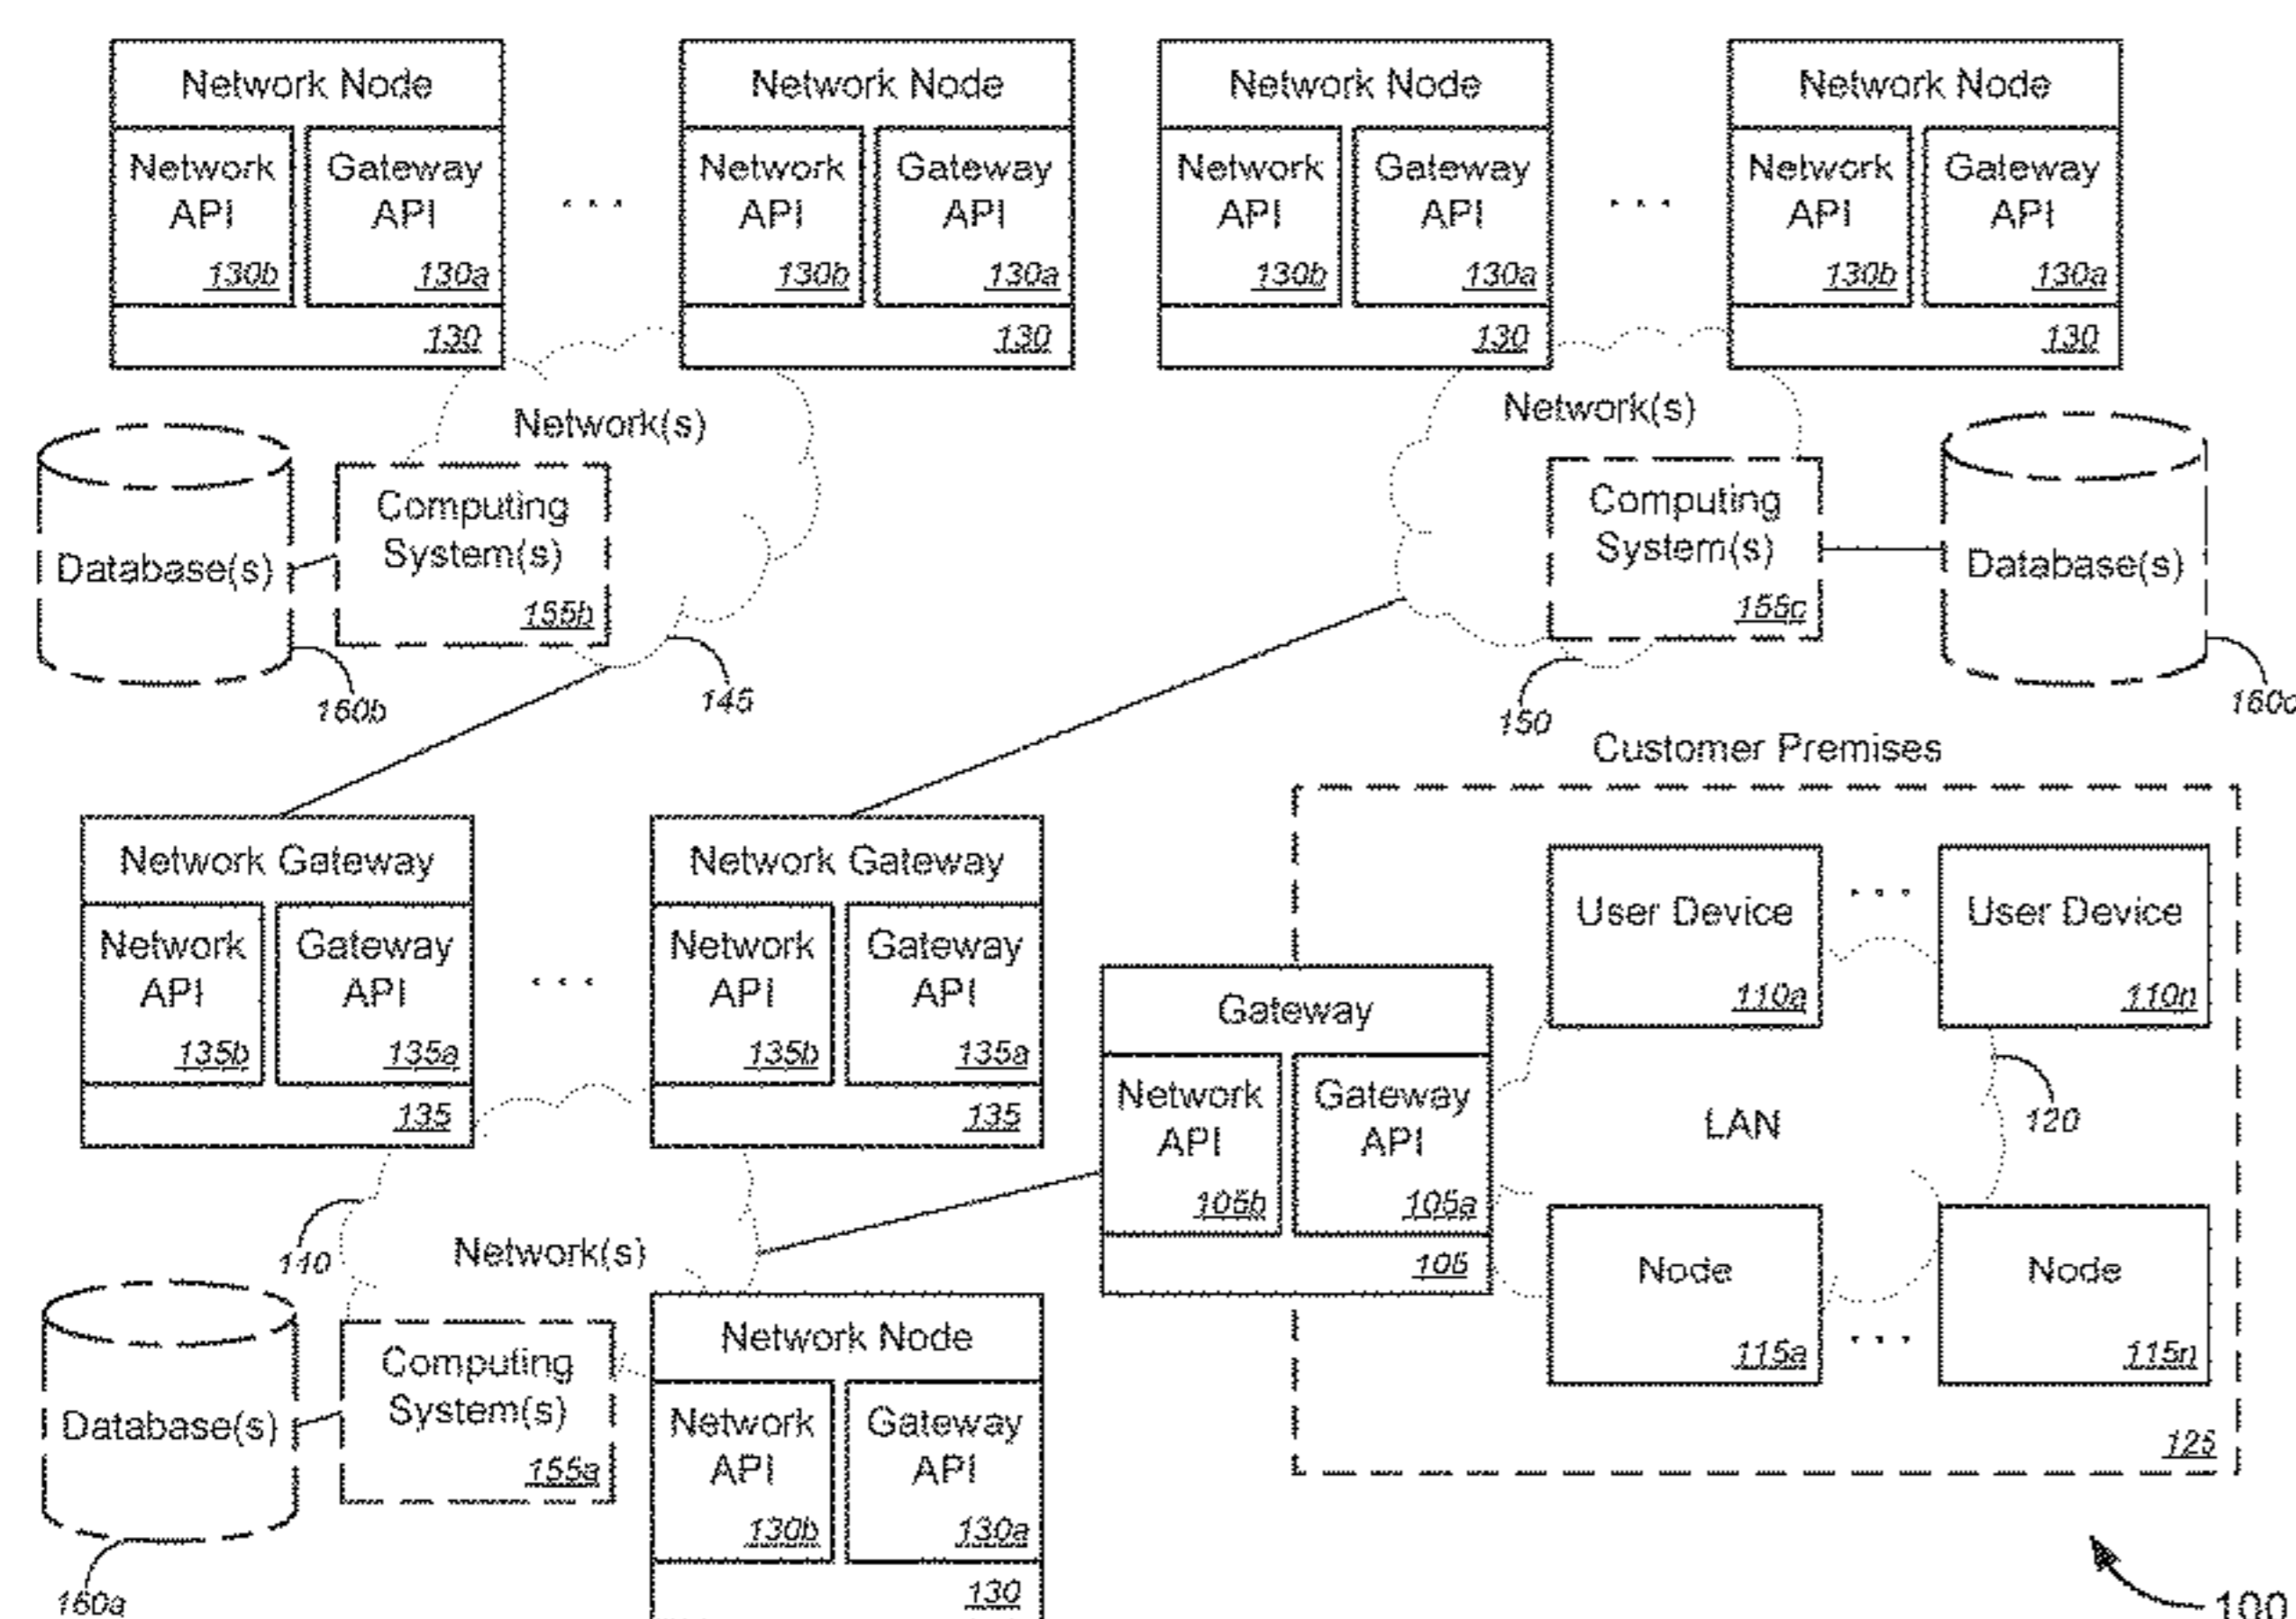 Network Node
Network
API
130b
Gateway
API
130a
130
. . .
Network Node
Network
API
130b
Gateway
API
130a
130
Network Node
Network
API
130b
Gateway
API
130a
130
. . .
Network Node
Network
API
130b
Gateway
API
130a
130
Network(s)
Computing
System(s)
155b
Database(s)
160b
145
Network(s)
Computing
System(s)
155c
Database(s)
160c
150
Customer Premises
Network Gateway
Network
API
135b
Gateway
API
135a
135
. . .
Network Gateway
Network
API
135b
Gateway
API
135a
135
Gateway
Network
API
105b
Gateway
API
105a
105
User Device
110a
. . .
User Device
110n
LAN
120
Node
115a
. . .
Node
115n
125
110
Network(s)
Computing
System(s)
155a
Database(s)
160a
Network Node
Network
API
130b
Gateway
API
130a
130
100